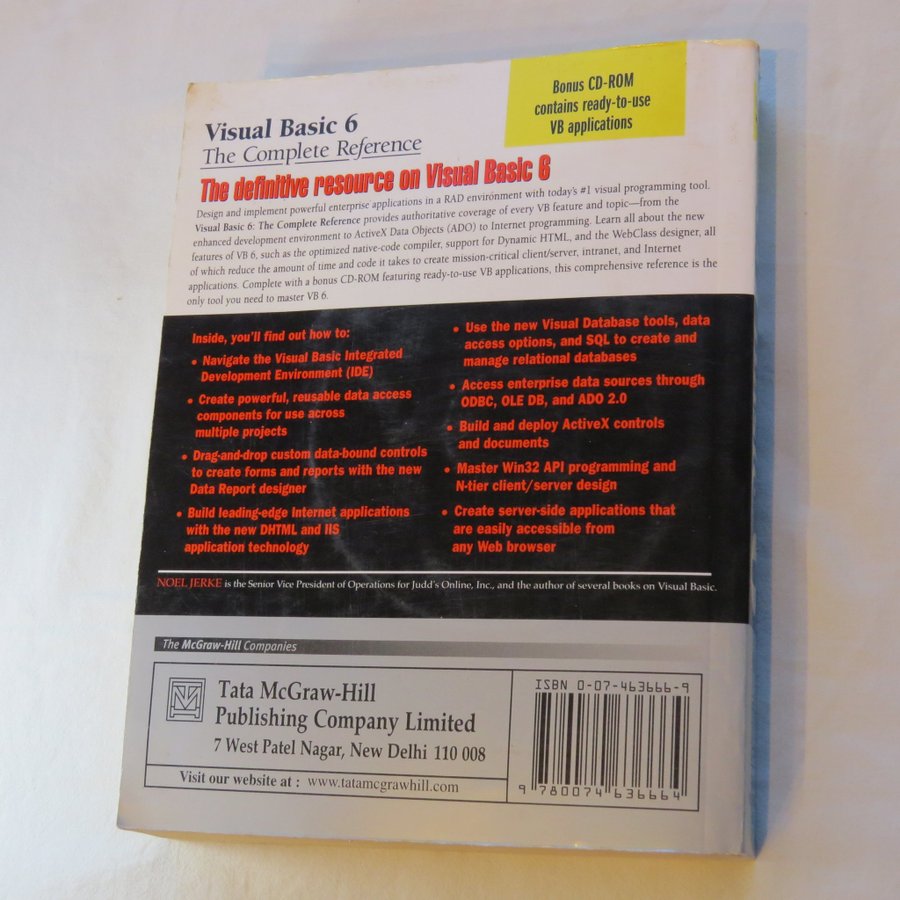 Bonus CD-ROM
contains ready-to-use
VB applications
Visual Basic 6
The Complete Reference
The definitive resource on Visual Basic 6
Design and implement powerful enterprise applications in a RAD environment with today's #1 visual programming tool.
Visual Basic 6: The Complete Reference provides authoritative coverage of every VB feature and topic—from the
enhanced development environment to ActiveX Data Objects (ADO) to Internet programming. Learn all about the new
features of VB 6, such as the optimized native-code compiler, support for Dynamic HTML, and the WebClass designer, all
of which reduce the amount of time and code it takes to create mission-critical client/server, intranet, and Internet
applications. Complete with a bonus CD-ROM featuring ready-to-use VB applications, this comprehensive reference is the
only tool you need to master VB 6.
Inside, you'll find out how to:
• Navigate the Visual Basic Integrated
Development Environment (IDE)
• Create powerful, reusable data access
components for use across
multiple projects
• Drag-and-drop custom data-bound controls
to create forms and reports with the new
Data Report designer
• Build leading-edge Internet applications
with the new DHTML and IIS
application technology
• Use the new Visual Database tools, data
access options, and SQL to create and
manage relational databases
• Access enterprise data sources through
ODBC, OLE DB, and ADO 2.0
• Build and deploy ActiveX controls
and documents
• Master Win32 API programming and
N-tier client/server design
• Create server-side applications that
are easily accessible from
any Web browser
NOEL JERKE is the Senior Vice President of Operations for Judd's Online, Inc., and the author of several books on Visual Basic.
The McGraw-Hill Companies
Tata McGraw-Hill
Publishing Company Limited
7 West Patel Nagar, New Delhi 110 008
Visit our website at : www.tatamcgrawhill.com
ISBN 0-07-463666-9
9 780074 636664